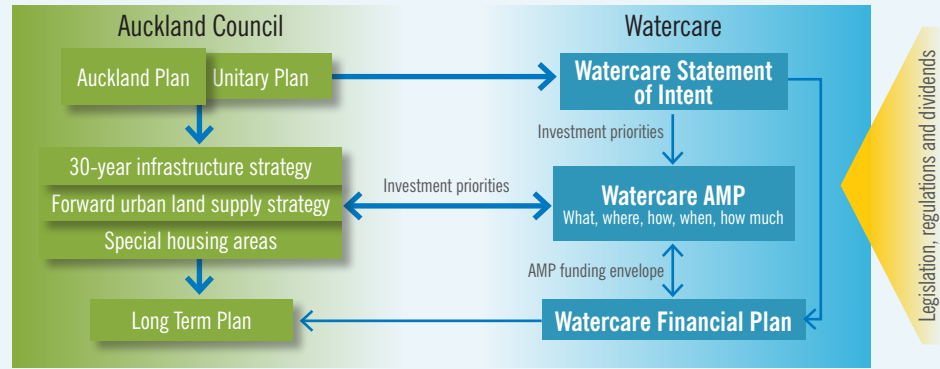 Auckland Council
Watercare
Auckland Plan
Unitary Plan
Watercare Statement
of Intent
Investment priorities
30-year infrastructure strategy
Forward urban land supply strategy
Special housing areas
Investment priorities
Watercare AMP
What, where, how, when, how much
AMP funding envelope
Long Term Plan
Watercare Financial Plan
Legislation, regulations and dividends